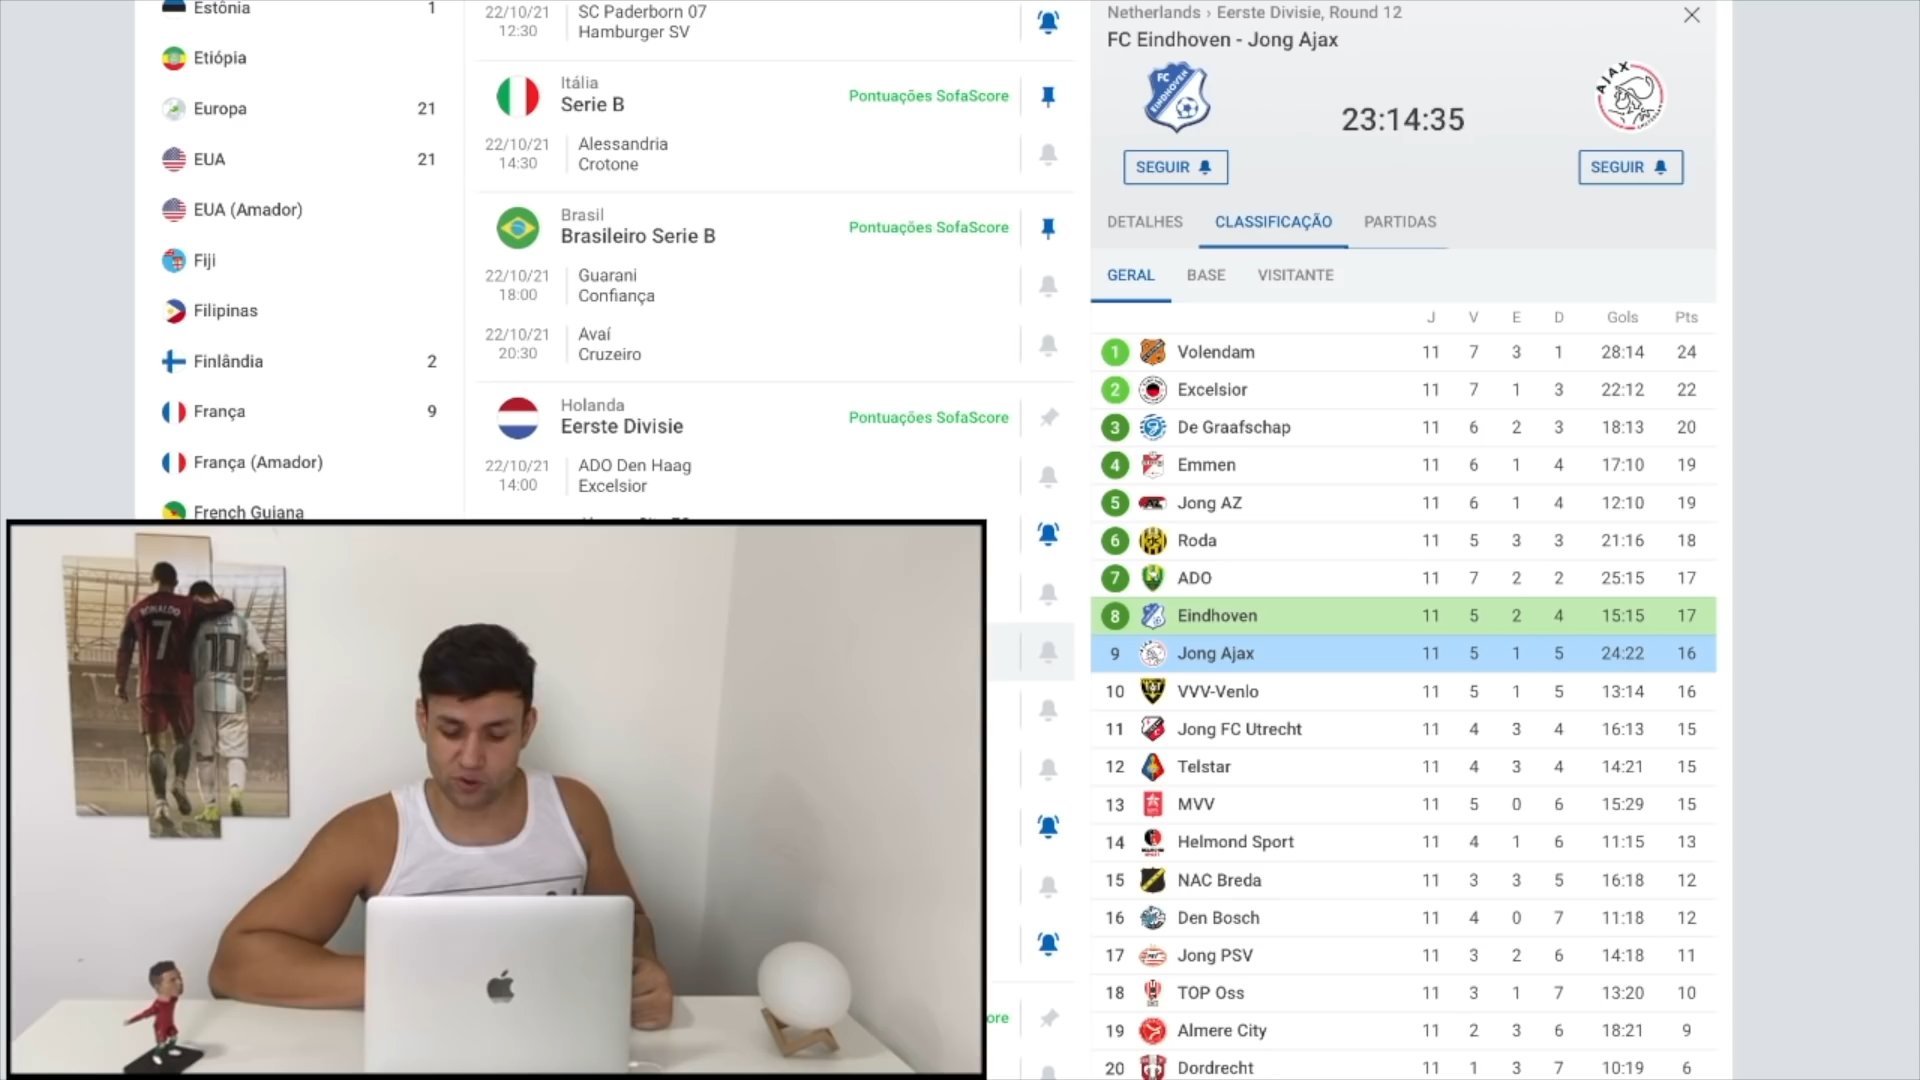 Estônia 1
Etiópia
Europa 21
EUA 21
EUA (Amador)
Fiji
Filipinas
Finlândia 2
França 9
França (Amador)
French Guiana
22/10/21 SC Paderborn 07
12:30 Hamburger SV
Itália
Serie B Pontuações SofaScore
22/10/21 Alessandria
14:30 Crotone
Brasil
Brasileiro Serie B Pontuações SofaScore
22/10/21 Guarani
18:00 Confiança
22/10/21 Avaí
20:30 Cruzeiro
Holanda
Eerste Divisie Pontuações SofaScore
22/10/21 ADO Den Haag
14:00 Excelsior
ore
RONALDO
7
10
Netherlands › Eerste Divisie, Round 12
FC Eindhoven - Jong Ajax
FC
EINDHOVEN
AJAX
23:14:35
SEGUIR SEGUIR
DETALHES CLASSIFICAÇÃO PARTIDAS
GERAL BASE VISITANTE
J V E D Gols Pts
1 Volendam 11 7 3 1 28:14 24
2 Excelsior 11 7 1 3 22:12 22
3 De Graafschap 11 6 2 3 18:13 20
4 Emmen 11 6 1 4 17:10 19
5 Jong AZ 11 6 1 4 12:10 19
6 Roda 11 5 3 3 21:16 18
7 ADO 11 7 2 2 25:15 17
8 Eindhoven 11 5 2 4 15:15 17
9 Jong Ajax 11 5 1 5 24:22 16
10 VVV-Venlo 11 5 1 5 13:14 16
11 Jong FC Utrecht 11 4 3 4 16:13 15
12 Telstar 11 4 3 4 14:21 15
13 MVV 11 5 0 6 15:29 15
14 Helmond Sport 11 4 1 6 11:15 13
15 NAC Breda 11 3 3 5 16:18 12
16 Den Bosch 11 4 0 7 11:18 12
17 Jong PSV 11 3 2 6 14:18 11
18 TOP Oss 11 3 1 7 13:20 10
19 Almere City 11 2 3 6 18:21 9
20 Dordrecht 11 1 3 7 10:19 6